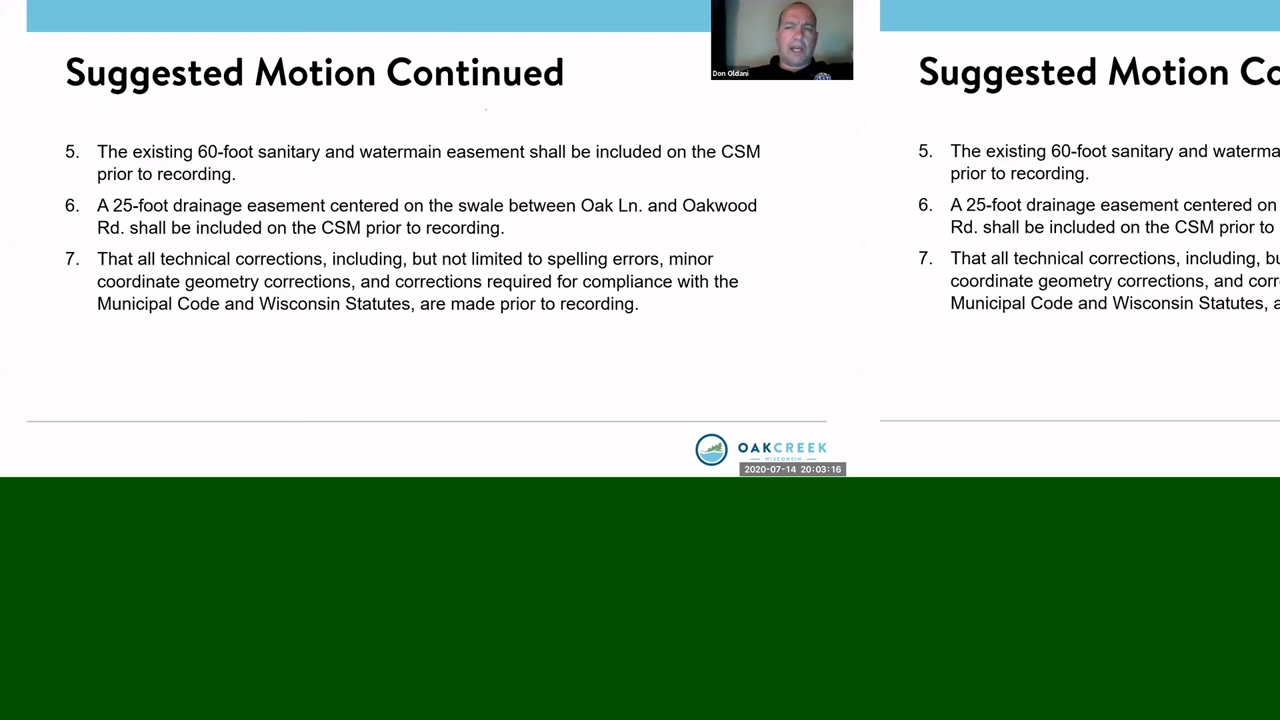 Suggested Motion Continued
Don Oldani
5. The existing 60-foot sanitary and watermain easement shall be included on the CSM
prior to recording.
6. A 25-foot drainage easement centered on the swale between Oak Ln. and Oakwood
Rd. shall be included on the CSM prior to recording.
7. That all technical corrections, including, but not limited to spelling errors, minor
coordinate geometry corrections, and corrections required for compliance with the
Municipal Code and Wisconsin Statutes, are made prior to recording.
OAKCREEK
WISCONSIN
2020-07-14 20:03:16
Suggested Motion Co
5. The existing 60-foot sanitary and waterma
prior to recording.
6. A 25-foot drainage easement centered on
Rd. shall be included on the CSM prior to
7. That all technical corrections, including, bu
coordinate geometry corrections, and corr
Municipal Code and Wisconsin Statutes, a